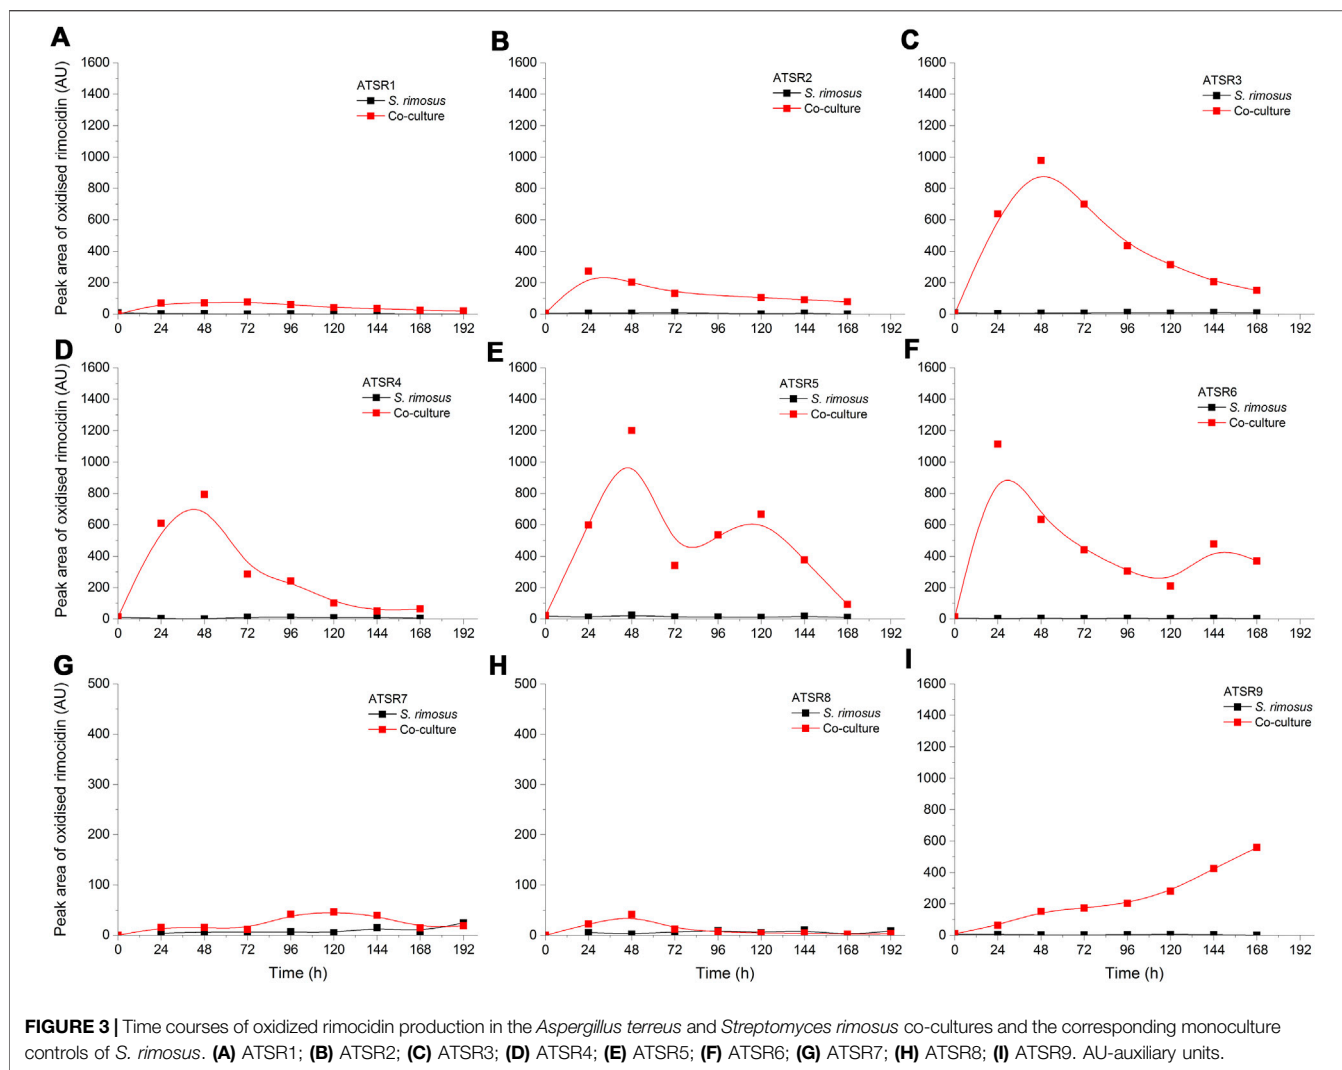 A
Peak area of oxidised rimocidin (AU)
1600
1400
1200
1000
800
600
400
200
0
ATSR1
S. rimosus
Co-culture
0 24 48 72 96 120 144 168 192
B
1600
1400
1200
1000
800
600
400
200
0
ATSR2
S. rimosus
Co-culture
0 24 48 72 96 120 144 168 192
C
1600
1400
1200
1000
800
600
400
200
0
ATSR3
S. rimosus
Co-culture
0 24 48 72 96 120 144 168 192
D
Peak area of oxidised rimocidin (AU)
1600
1400
1200
1000
800
600
400
200
0
ATSR4
S. rimosus
Co-culture
0 24 48 72 96 120 144 168 192
E
1600
1400
1200
1000
800
600
400
200
0
ATSR5
S. rimosus
Co-culture
0 24 48 72 96 120 144 168 192
F
1600
1400
1200
1000
800
600
400
200
0
ATSR6
S. rimosus
Co-culture
0 24 48 72 96 120 144 168 192
G
Peak area of oxidised rimocidin (AU)
500
400
300
200
100
0
ATSR7
S. rimosus
Co-culture
0 24 48 72 96 120 144 168 192
Time (h)
H
500
400
300
200
100
0
ATSR8
S. rimosus
Co-culture
0 24 48 72 96 120 144 168 192
Time (h)
I
1600
1400
1200
1000
800
600
400
200
0
ATSR9
S. rimosus
Co-culture
0 24 48 72 96 120 144 168 192
Time (h)
FIGURE 3 | Time courses of oxidized rimocidin production in the Aspergillus terreus and Streptomyces rimosus co-cultures and the corresponding monoculture
controls of S. rimosus. (A) ATSR1; (B) ATSR2; (C) ATSR3; (D) ATSR4; (E) ATSR5; (F) ATSR6; (G) ATSR7; (H) ATSR8; (I) ATSR9. AU-auxiliary units.